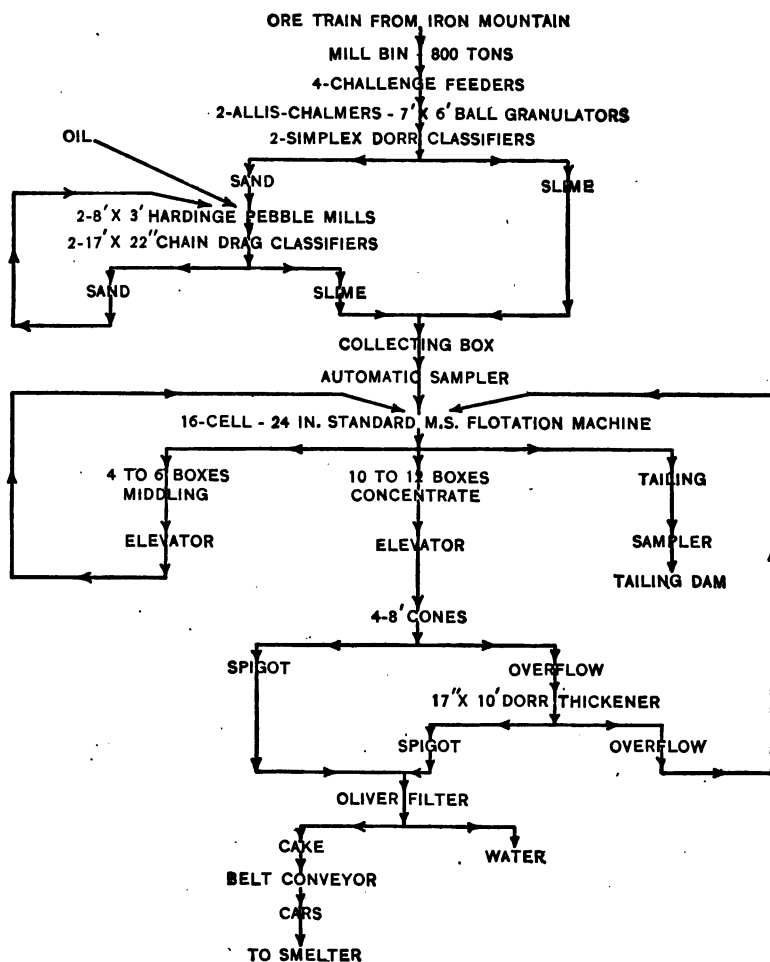 ORE TRAIN FROM IRON MOUNTAIN
MILL BIN - 800 TONS
4-CHALLENGE FEEDERS
2-ALLIS-CHALMERS - 7' X 6' BALL GRANULATORS
2-SIMPLEX DORR CLASSIFIERS
OIL
SAND
SLIME
2-8' X 3' HARDINGE PEBBLE MILLS
2-17' X 22" CHAIN DRAG CLASSIFIERS
SAND
SLIME
COLLECTING BOX
AUTOMATIC SAMPLER
16-CELL - 24 IN. STANDARD M.S. FLOTATION MACHINE
4 TO 6 BOXES
MIDDLING
10 TO 12 BOXES
CONCENTRATE
TAILING
ELEVATOR
ELEVATOR
SAMPLER
TAILING DAM
4-8' CONES
SPIGOT
OVERFLOW
17" X 10' DORR THICKENER
SPIGOT
OVERFLOW
OLIVER FILTER
CAKE
WATER
BELT CONVEYOR
CARS
TO SMELTER